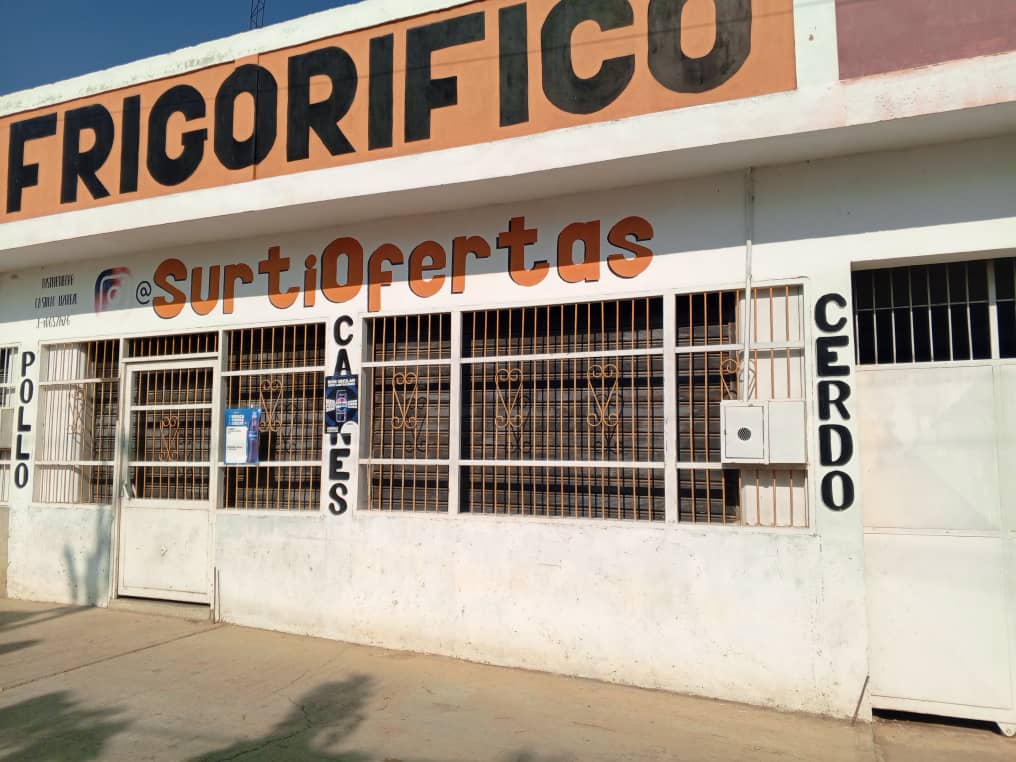 FRIGORIFICO
@SurtiOfertas
POLLO
CARNES
CERDO